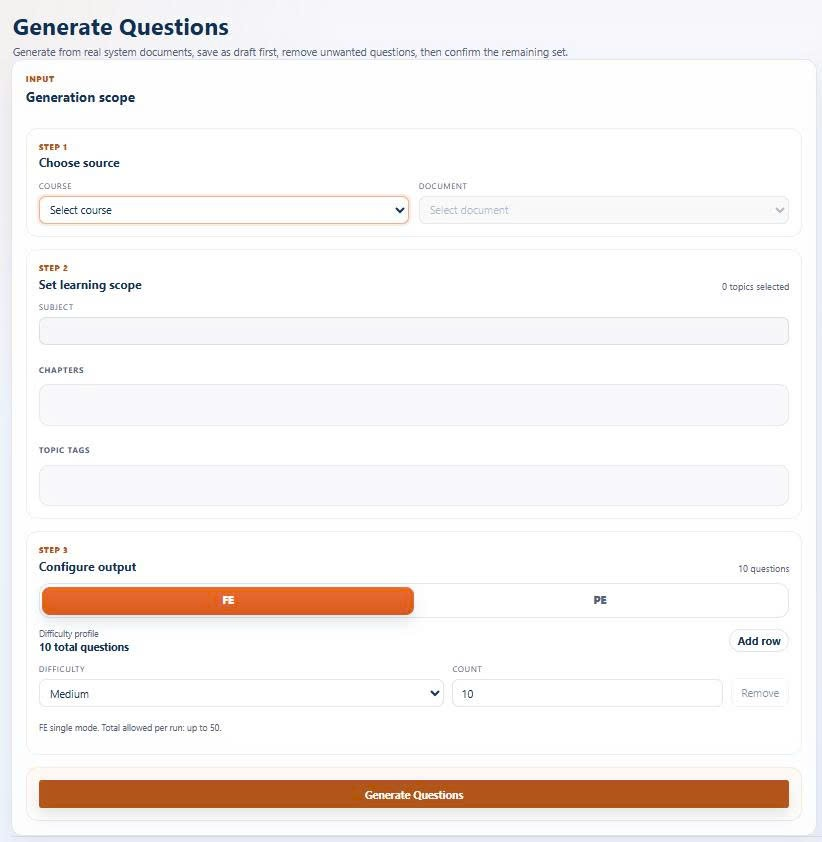 Generate Questions
Generate from real system documents, save as draft first, remove unwanted questions, then confirm the remaining set.
INPUT
Generation scope
STEP 1
Choose source
COURSE DOCUMENT
Select course Select document
STEP 2
Set learning scope 0 topics selected
SUBJECT
CHAPTERS
TOPIC TAGS
STEP 3
Configure output 10 questions
FE PE
Difficulty profile
10 total questions Add row
DIFFICULTY COUNT
Medium 10 Remove
FE single mode. Total allowed per run: up to 50.
Generate Questions